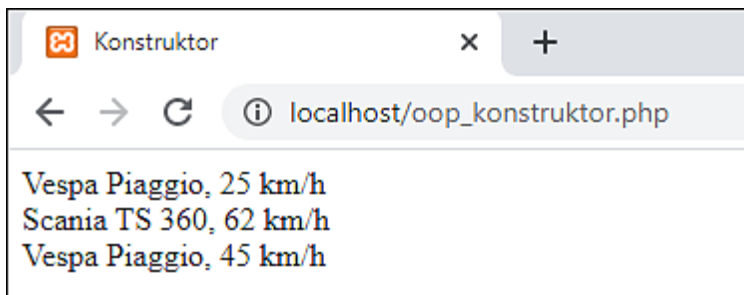 Konstruktor
localhost/oop_konstruktor.php
Vespa Piaggio, 25 km/h
Scania TS 360, 62 km/h
Vespa Piaggio, 45 km/h